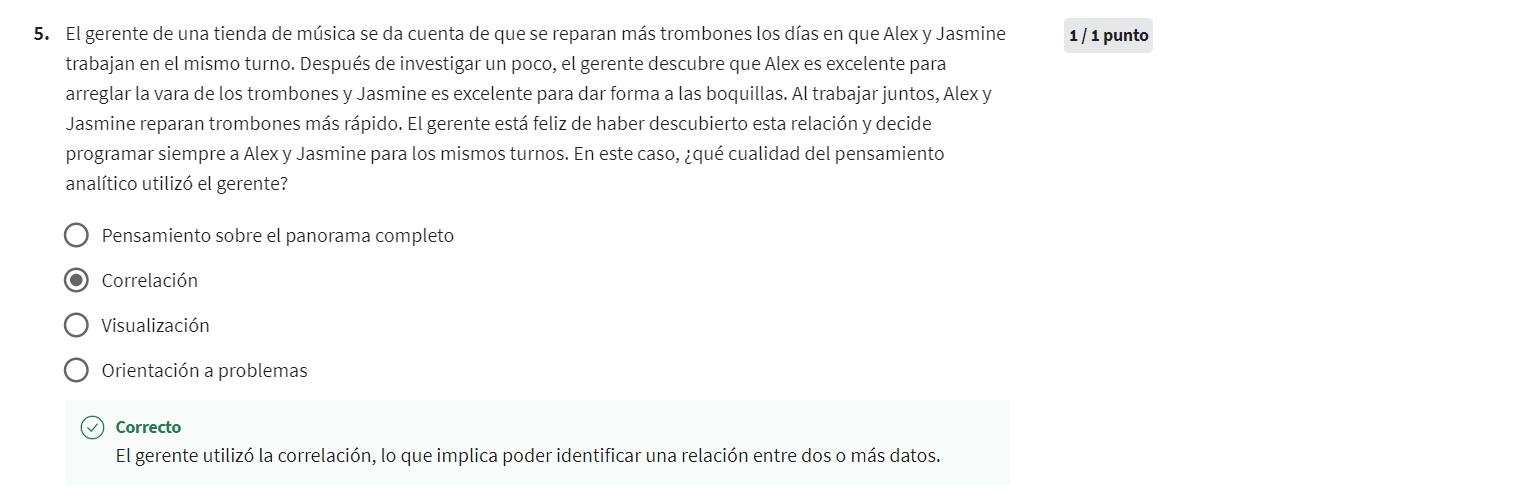 5. El gerente de una tienda de música se da cuenta de que se reparan más trombones los días en que Alex y Jasmine
1 / 1 punto
trabajan en el mismo turno. Después de investigar un poco, el gerente descubre que Alex es excelente para
arreglar la vara de los trombones y Jasmine es excelente para dar forma a las boquillas. Al trabajar juntos, Alex y
Jasmine reparan trombones más rápido. El gerente está feliz de haber descubierto esta relación y decide
programar siempre a Alex y Jasmine para los mismos turnos. En este caso, ¿qué cualidad del pensamiento
analítico utilizó el gerente?
Pensamiento sobre el panorama completo
Correlación
Visualización
Orientación a problemas
Correcto
El gerente utilizó la correlación, lo que implica poder identificar una relación entre dos o más datos.